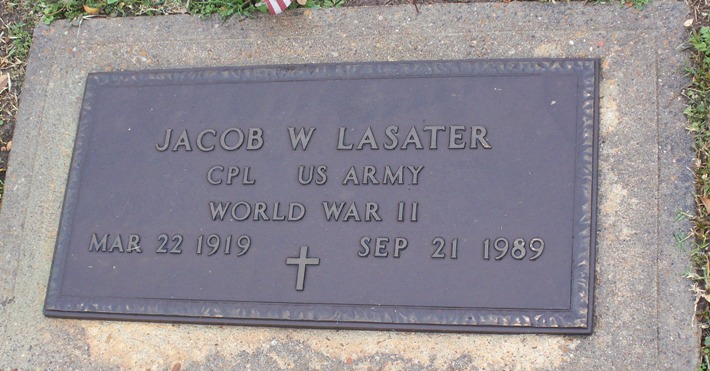 JACOB W LASATER
CPL US ARMY
WORLD WAR II
MAR 22 1919 SEP 21 1989